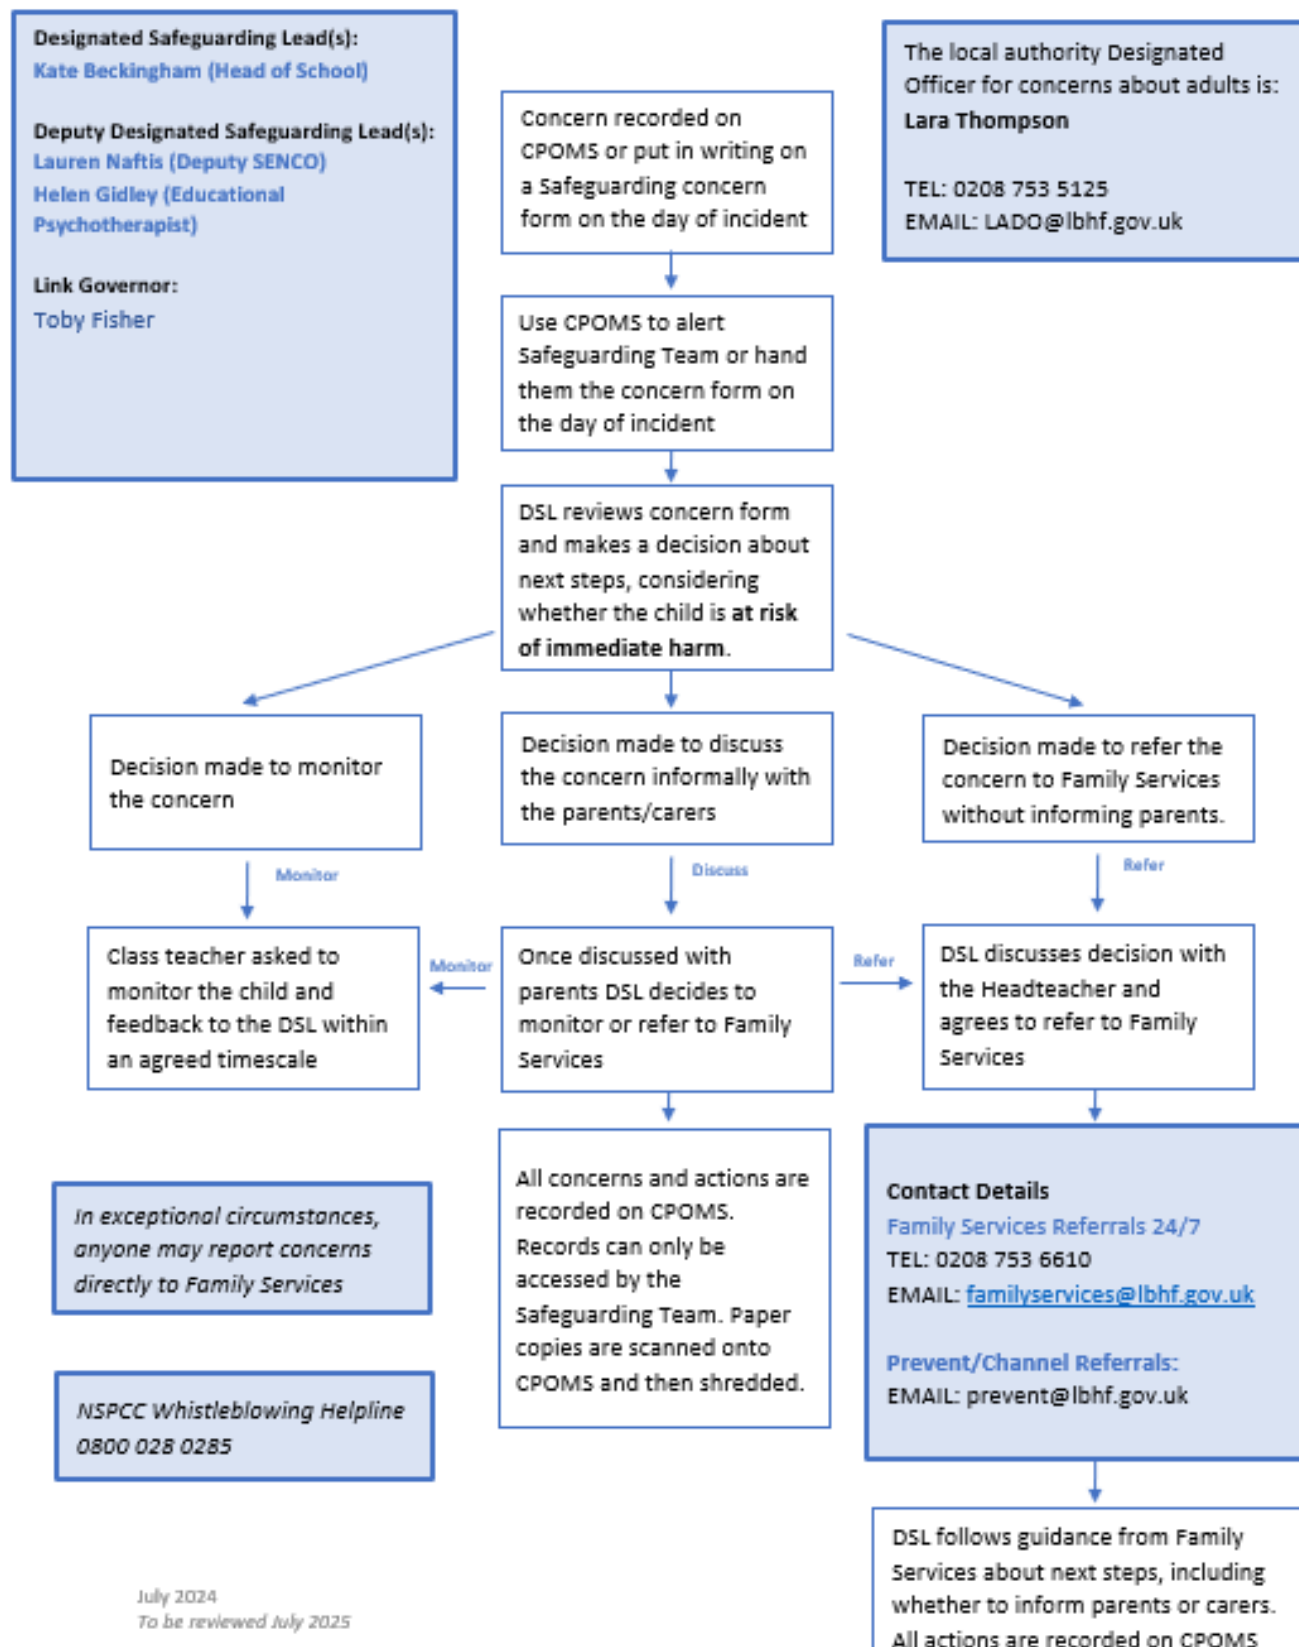 Designated Safeguarding Lead(s):
Kate Beckingham (Head of School)
Deputy Designated Safeguarding Lead(s):
Lauren Naftis (Deputy SENCO)
Helen Gidley (Educational
Psychotherapist)
Link Governor:
Toby Fisher
The local authority Designated
Officer for concerns about adults is:
Lara Thompson
TEL: 0208 753 5125
EMAIL: LADO@lbhf.gov.uk
Concern recorded on
CPOMS or put in writing on
a Safeguarding concern
form on the day of incident
Use CPOMS to alert
Safeguarding Team or hand
them the concern form on
the day of incident
DSL reviews concern form
and makes a decision about
next steps, considering
whether the child is at risk
of immediate harm.
Decision made to monitor
the concern
Decision made to discuss
the concern informally with
the parents/carers
Decision made to refer the
concern to Family Services
without informing parents.
Monitor
Discuss
Refer
Class teacher asked to
monitor the child and
feedback to the DSL within
an agreed timescale
Monitor
Once discussed with
parents DSL decides to
monitor or refer to Family
Services
Refer
DSL discusses decision with
the Headteacher and
agrees to refer to Family
Services
All concerns and actions are
recorded on CPOMS.
Records can only be
accessed by the
Safeguarding Team. Paper
copies are scanned onto
CPOMS and then shredded.
Contact Details
Family Services Referrals 24/7
TEL: 0208 753 6610
EMAIL: familyservices@lbhf.gov.uk
Prevent/Channel Referrals:
EMAIL: prevent@lbhf.gov.uk
In exceptional circumstances,
anyone may report concerns
directly to Family Services
NSPCC Whistleblowing Helpline
0800 028 0285
DSL follows guidance from Family
Services about next steps, including
whether to inform parents or carers.
All actions are recorded on CPOMS
July 2024
To be reviewed July 2025